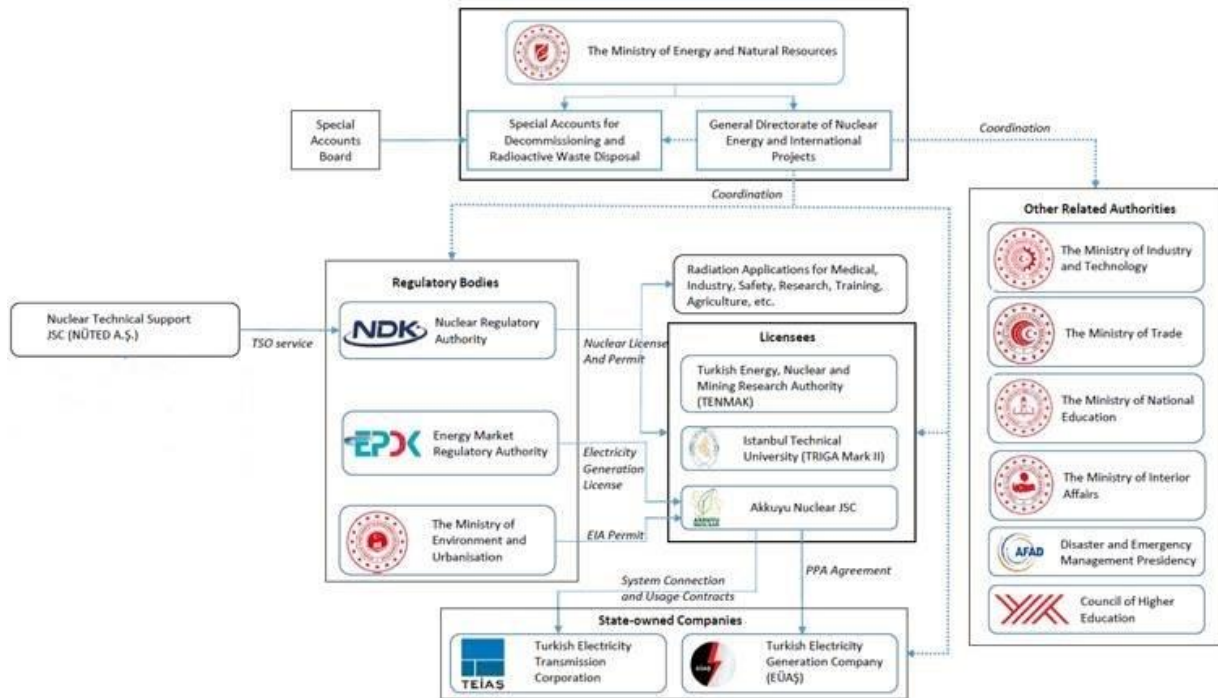 The Ministry of Energy and Natural Resources
Special
Accounts
Board
Special Accounts for
Decommissioning and
Radioactive Waste Disposal
General Directorate of Nuclear
Energy and International
Projects
Coordination
Coordination
Other Related Authorities
The Ministry of Industry
and Technology
The Ministry of Trade
The Ministry of National
Education
The Ministry of Interior
Affairs
AFAD
Disaster and Emergency
Management Presidency
Council of Higher
Education
Regulatory Bodies
Nuclear Technical Support
JSC (NÜTED A.Ş.)
TSO service
NDK
Nuclear Regulatory
Authority
Nuclear License
And Permit
Radiation Applications for Medical,
Industry, Safety, Research, Training,
Agriculture, etc.
Licensees
Turkish Energy, Nuclear and
Mining Research Authority
(TENMAK)
EPDK
Energy Market
Regulatory Authority
Electricity
Generation
License
Istanbul Technical
University (TRIGA Mark II)
AKKUYU
NUCLEAR
Akkuyu Nuclear JSC
The Ministry of
Environment and
Urbanisation
EIA Permit
System Connection
and Usage Contracts
PPA Agreement
State-owned Companies
TEİAŞ
Turkish Electricity
Transmission
Corporation
EÜAŞ
Turkish Electricity
Generation Company
(EÜAŞ)